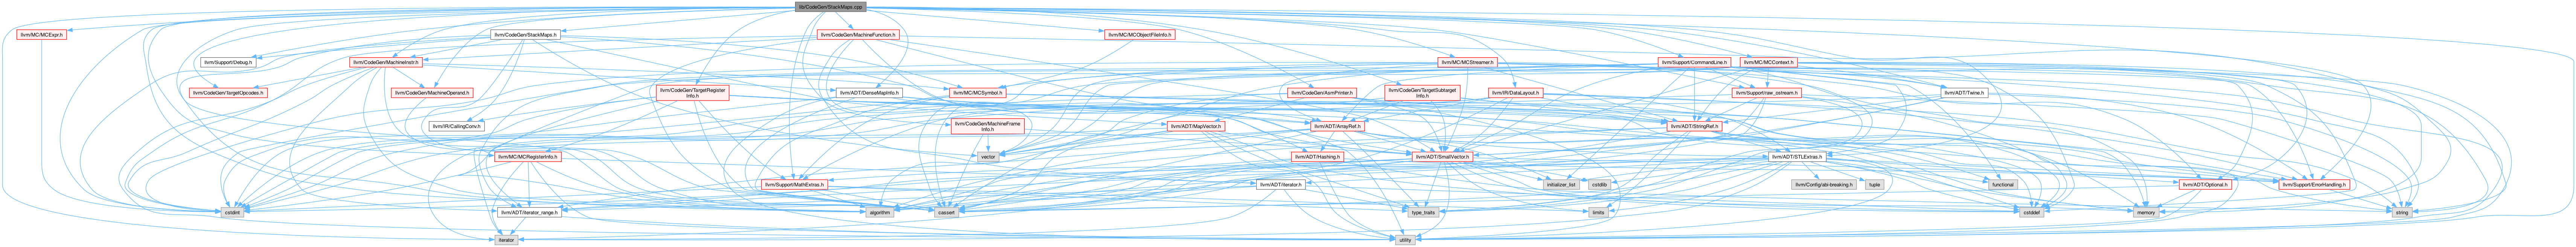 lib/CodeGen/StackMaps.cpp
llvm/MC/MCExpr.h
llvm/CodeGen/StackMaps.h
llvm/CodeGen/MachineFunction.h
llvm/MC/MCObjectFileInfo.h
llvm/Support/Debug.h
llvm/CodeGen/MachineInstr.h
llvm/MC/MCStreamer.h
llvm/Support/CommandLine.h
llvm/MC/MCContext.h
llvm/CodeGen/TargetOpcodes.h
llvm/CodeGen/MachineOperand.h
llvm/CodeGen/TargetRegister
Info.h
llvm/ADT/DenseMapInfo.h
llvm/MC/MCSymbol.h
llvm/CodeGen/AsmPrinter.h
llvm/CodeGen/TargetSubtarget
Info.h
llvm/IR/DataLayout.h
llvm/Support/raw_ostream.h
llvm/ADT/Twine.h
llvm/IR/CallingConv.h
llvm/CodeGen/MachineFrame
Info.h
llvm/ADT/MapVector.h
llvm/ADT/ArrayRef.h
llvm/ADT/StringRef.h
llvm/MC/MCRegisterInfo.h
vector
llvm/ADT/Hashing.h
llvm/ADT/SmallVector.h
llvm/ADT/STLExtras.h
llvm/Support/MathExtras.h
llvm/ADT/iterator.h
initializer_list
cstdlib
llvm/Config/abi-breaking.h
tuple
functional
llvm/ADT/Optional.h
llvm/Support/ErrorHandling.h
cstdint
llvm/ADT/iterator_range.h
algorithm
cassert
type_traits
limits
cstddef
memory
string
iterator
utility